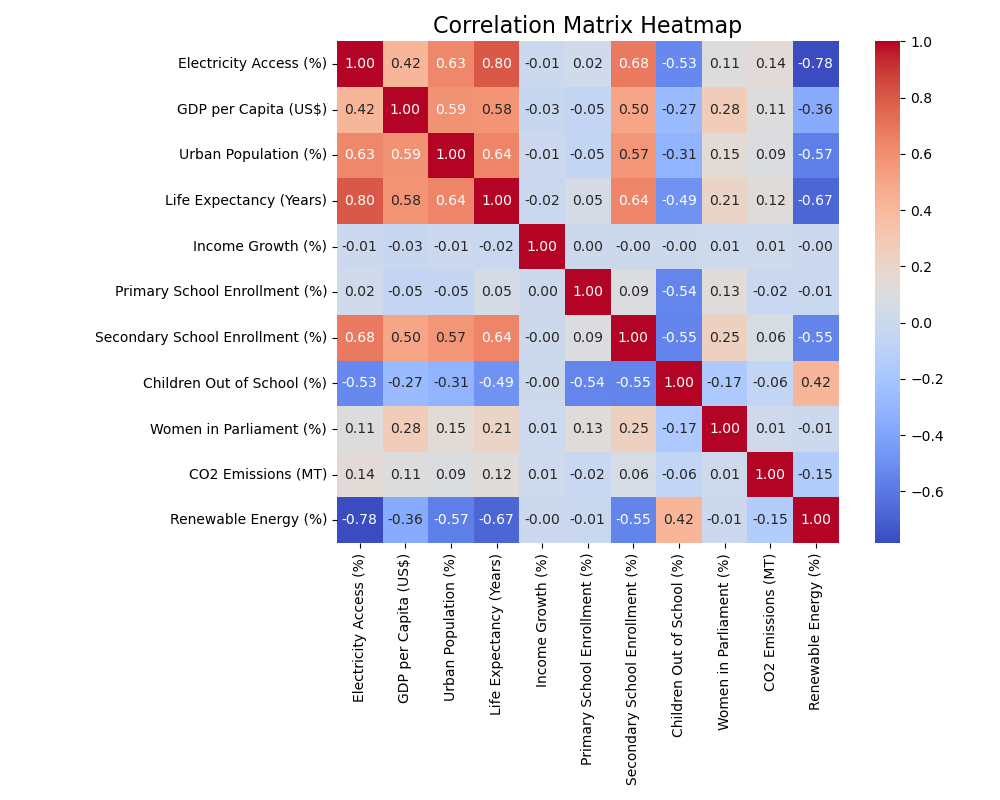 Correlation Matrix Heatmap
Electricity Access (%) 1.00 0.42 0.63 0.80 -0.01 0.02 0.68 -0.53 0.11 0.14 -0.78
GDP per Capita (US$) 0.42 1.00 0.59 0.58 -0.03 -0.05 0.50 -0.27 0.28 0.11 -0.36
Urban Population (%) 0.63 0.59 1.00 0.64 -0.01 -0.05 0.57 -0.31 0.15 0.09 -0.57
Life Expectancy (Years) 0.80 0.58 0.64 1.00 -0.02 0.05 0.64 -0.49 0.21 0.12 -0.67
Income Growth (%) -0.01 -0.03 -0.01 -0.02 1.00 0.00 -0.00 -0.00 0.01 0.01 -0.00
Primary School Enrollment (%) 0.02 -0.05 -0.05 0.05 0.00 1.00 0.09 -0.54 0.13 -0.02 -0.01
Secondary School Enrollment (%) 0.68 0.50 0.57 0.64 -0.00 0.09 1.00 -0.55 0.25 0.06 -0.55
Children Out of School (%) -0.53 -0.27 -0.31 -0.49 -0.00 -0.54 -0.55 1.00 -0.17 -0.06 0.42
Women in Parliament (%) 0.11 0.28 0.15 0.21 0.01 0.13 0.25 -0.17 1.00 0.01 -0.01
CO2 Emissions (MT) 0.14 0.11 0.09 0.12 0.01 -0.02 0.06 -0.06 0.01 1.00 -0.15
Renewable Energy (%) -0.78 -0.36 -0.57 -0.67 -0.00 -0.01 -0.55 0.42 -0.01 -0.15 1.00
Electricity Access (%)
GDP per Capita (US$)
Urban Population (%)
Life Expectancy (Years)
Income Growth (%)
Primary School Enrollment (%)
Secondary School Enrollment (%)
Children Out of School (%)
Women in Parliament (%)
CO2 Emissions (MT)
Renewable Energy (%)
1.0
0.8
0.6
0.4
0.2
0.0
−0.2
−0.4
−0.6